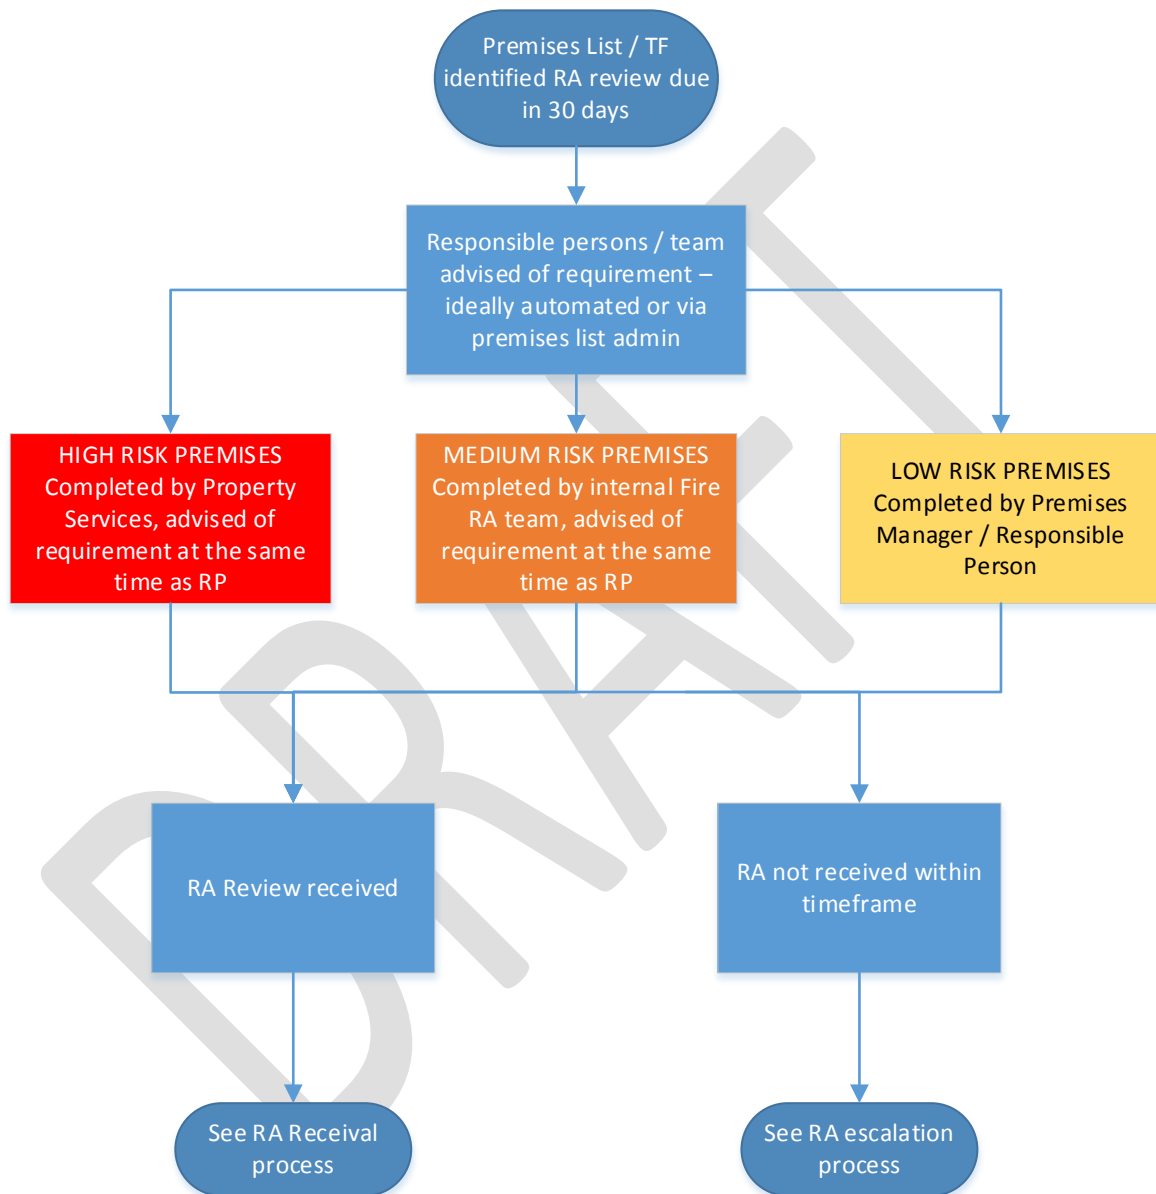 Premises List / TF
identified RA review due
in 30 days
Responsible persons / team
advised of requirement –
ideally automated or via
premises list admin
HIGH RISK PREMISES
Completed by Property
Services, advised of
requirement at the same
time as RP
MEDIUM RISK PREMISES
Completed by internal Fire
RA team, advised of
requirement at the same
time as RP
LOW RISK PREMISES
Completed by Premises
Manager / Responsible
Person
RA Review received
RA not received within
timeframe
See RA Receival
process
See RA escalation
process
DRAFT